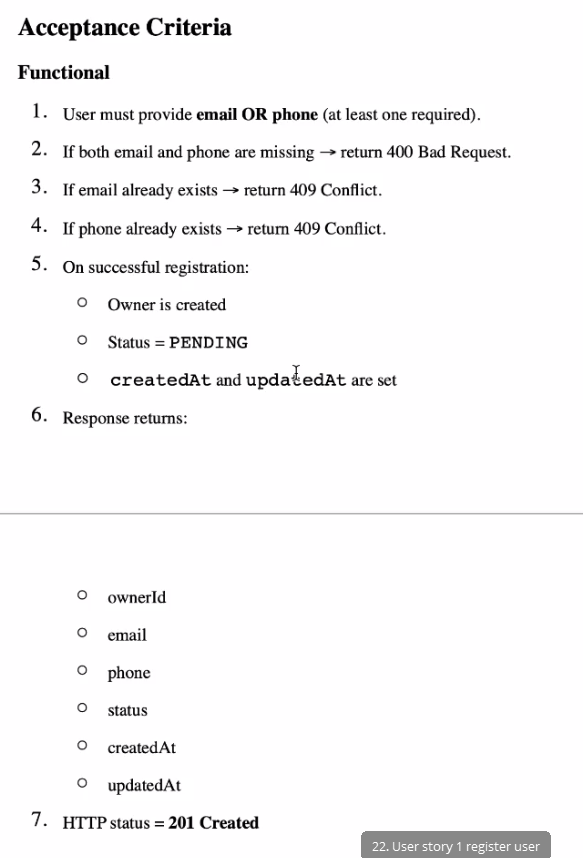 Acceptance Criteria
Functional
1. User must provide email OR phone (at least one required).
2. If both email and phone are missing → return 400 Bad Request.
3. If email already exists → return 409 Conflict.
4. If phone already exists → return 409 Conflict.
5. On successful registration:
○ Owner is created
○ Status = PENDING
○ createdAt and updatedAt are set
6. Response returns:
○ ownerId
○ email
○ phone
○ status
○ createdAt
○ updatedAt
7. HTTP status = 201 Created
22. User story 1 register user